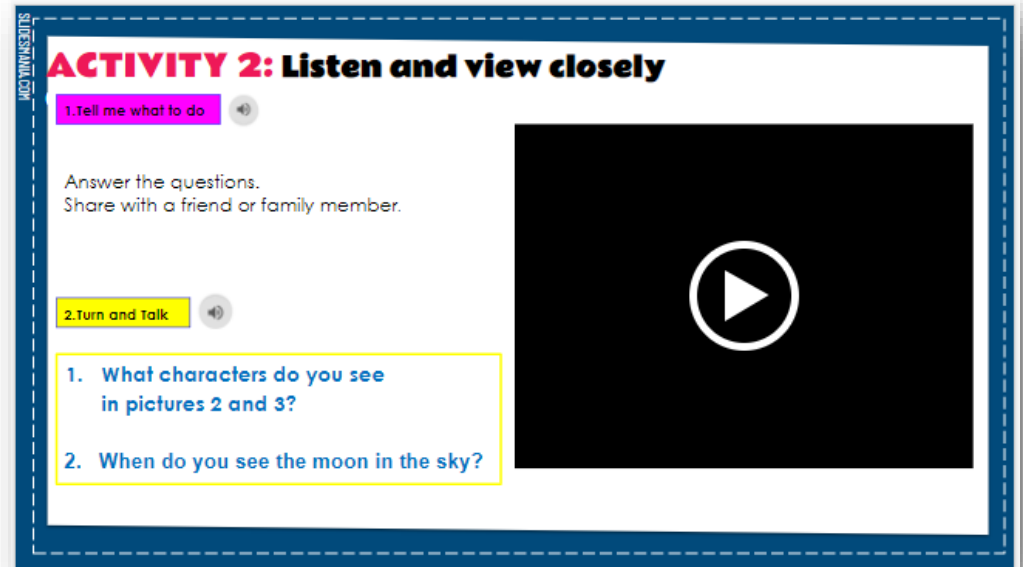 SLIDESMANIA.COM
ACTIVITY 2: Listen and view closely
1.Tell me what to do
Answer the questions.
Share with a friend or family member.
2.Turn and Talk
1. What characters do you see
in pictures 2 and 3?
2. When do you see the moon in the sky?